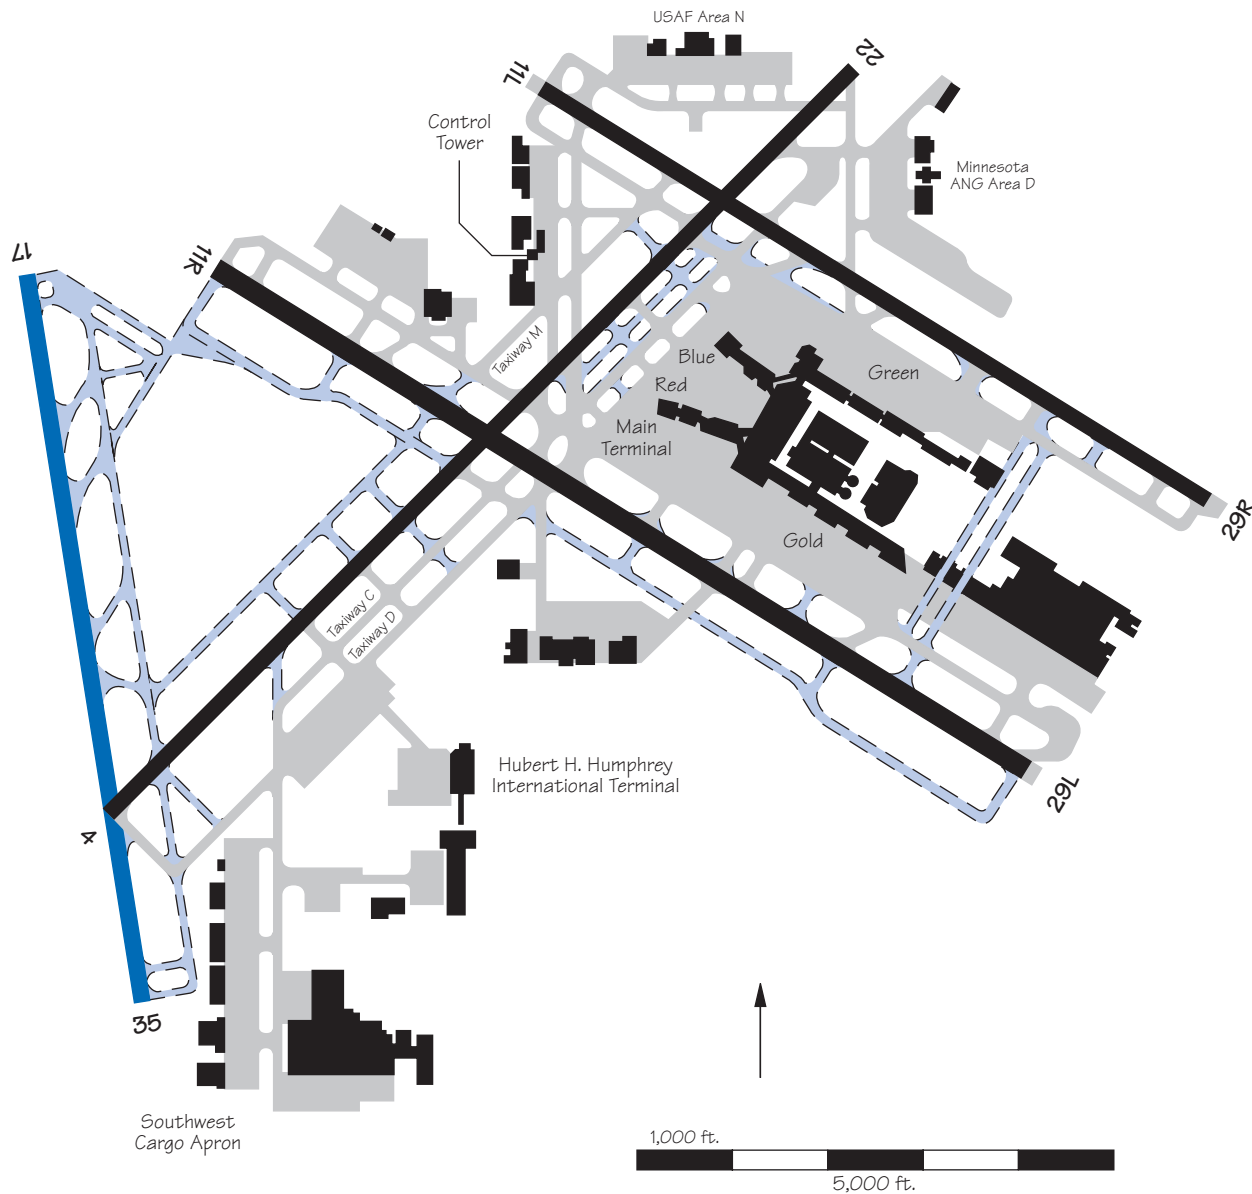 USAF Area N
22
11L
Control
Tower
Minnesota
ANG Area D
17
11R
Taxiway M
Blue
Green
Red
Main
Terminal
29R
Gold
Taxiway C
Taxiway D
Hubert H. Humphrey
International Terminal
29L
4
35
Southwest
Cargo Apron
1,000 ft.
5,000 ft.